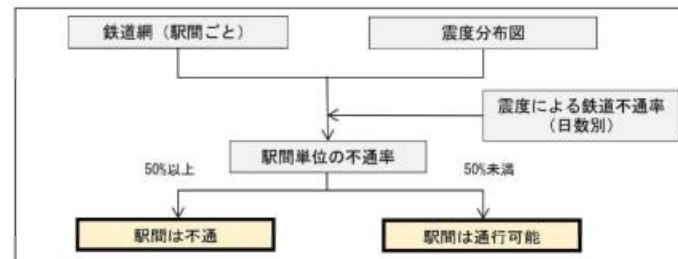 鉄道網（駅間ごと）
震度分布図
震度による鉄道不通率
（日数別）
駅間単位の不通率
50%以上
50%未満
駅間は不通
駅間は通行可能